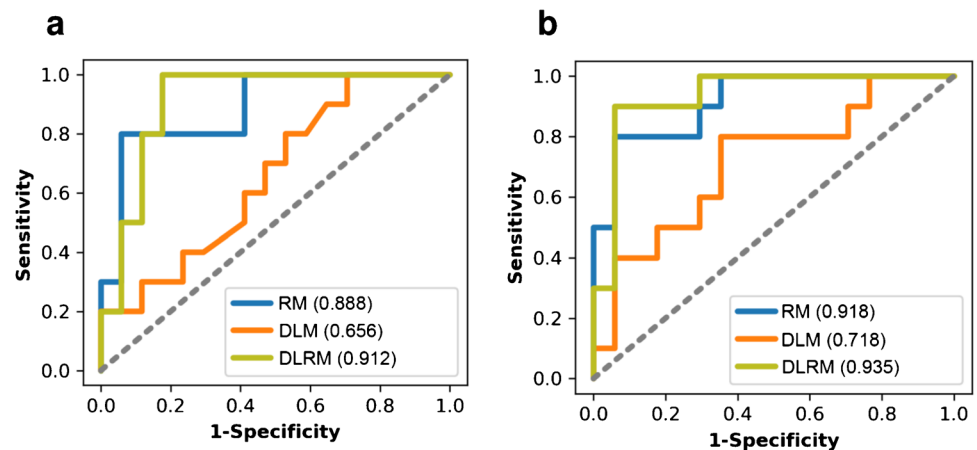 a
1.0
0.8
0.6
0.4
0.2
0.0
Sensitivity
RM (0.888)
DLM (0.656)
DLRM (0.912)
0.0 0.2 0.4 0.6 0.8 1.0
1-Specificity
b
1.0
0.8
0.6
0.4
0.2
0.0
Sensitivity
RM (0.918)
DLM (0.718)
DLRM (0.935)
0.0 0.2 0.4 0.6 0.8 1.0
1-Specificity